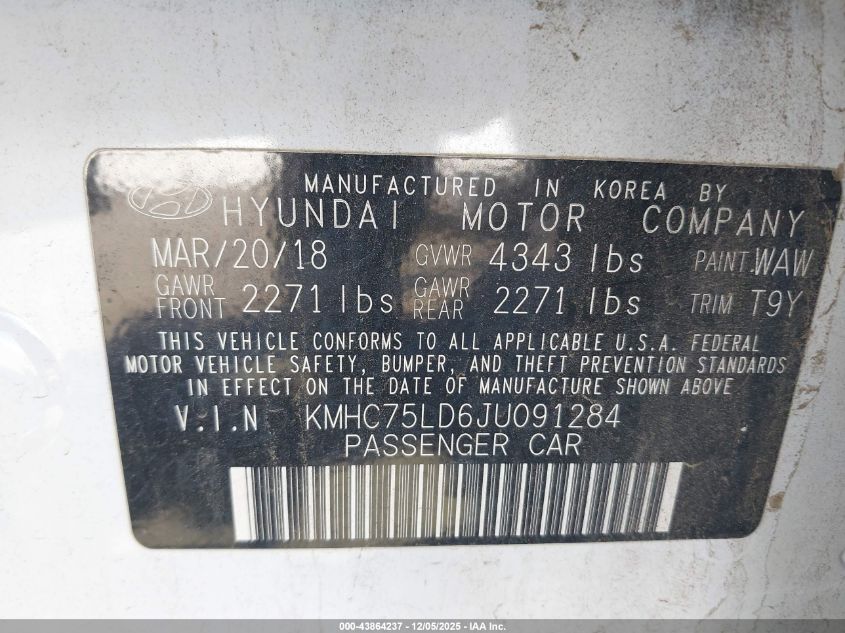 MANUFACTURED IN KOREA BY
HYUNDAI MOTOR COMPANY
MAR/20/18 GVWR 4343 lbs PAINT.WAW
GAWR FRONT 2271 lbs GAWR REAR 2271 lbs TRIM T9Y
THIS VEHICLE CONFORMS TO ALL APPLICABLE U.S.A. FEDERAL
MOTOR VEHICLE SAFETY, BUMPER, AND THEFT PREVENTION STANDARDS
IN EFFECT ON THE DATE OF MANUFACTURE SHOWN ABOVE
V.I.N KMHC75LD6JU091284
PASSENGER CAR
000-43864237 - 12/05/2025 - IAA Inc.